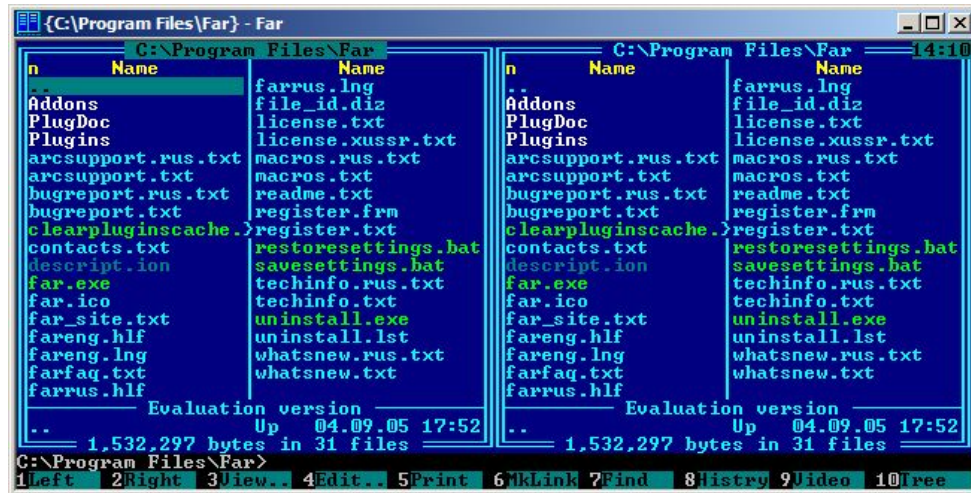 {C:\Program Files\Far} - Far
C:\Program Files\Far C:\Program Files\Far 14:10
n Name Name n Name Name
.. farrus.lng .. farrus.lng
Addons file_id.diz Addons file_id.diz
PlugDoc license.txt PlugDoc license.txt
Plugins license.xussr.txt Plugins license.xussr.txt
arcsupport.rus.txt macros.rus.txt arcsupport.rus.txt macros.rus.txt
arcsupport.txt macros.txt arcsupport.txt macros.txt
bugreport.rus.txt readme.txt bugreport.rus.txt readme.txt
bugreport.txt register.frm bugreport.txt register.frm
clearpluginscache.}register.txt clearpluginscache.}register.txt
contacts.txt restoresettings.bat contacts.txt restoresettings.bat
descript.ion savesettings.bat descript.ion savesettings.bat
far.exe techinfo.rus.txt far.exe techinfo.rus.txt
far.ico techinfo.txt far.ico techinfo.txt
far_site.txt uninstall.exe far_site.txt uninstall.exe
fareng.hlf uninstall.lst fareng.hlf uninstall.lst
fareng.lng whatsnew.rus.txt fareng.lng whatsnew.rus.txt
farfaq.txt whatsnew.txt farfaq.txt whatsnew.txt
farrus.hlf farrus.hlf
Evaluation version Evaluation version
.. Up 04.09.05 17:52 .. Up 04.09.05 17:52
1,532,297 bytes in 31 files 1,532,297 bytes in 31 files
C:\Program Files\Far>
1Left 2Right 3View.. 4Edit.. 5Print 6MkLink 7Find 8Histry 9Video 10Tree